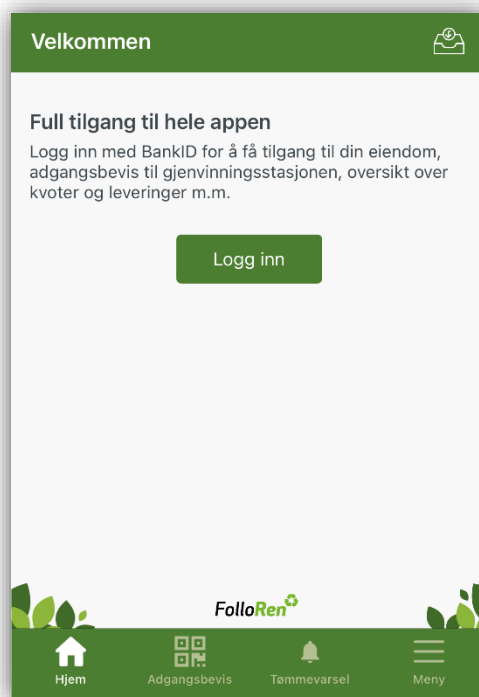 Velkommen
Full tilgang til hele appen
Logg inn med BankID for å få tilgang til din eiendom,
adgangsbevis til gjenvinningsstasjonen, oversikt over
kvoter og leveringer m.m.
Logg inn
FolloRen
Hjem
Adgangsbevis
Tømmevarsel
Meny